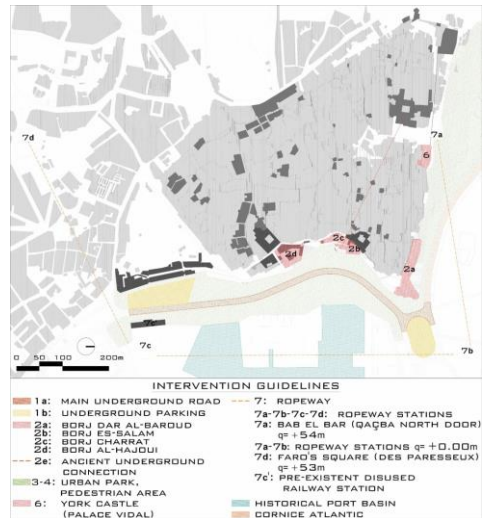 7d
7a
6
2c
2b
2d
2a
7c'
7c
7b
0 50 100 200m
INTERVENTION GUIDELINES
1a: MAIN UNDERGROUND ROAD
1b: UNDERGROUND PARKING
2a: BORJ DAR AL-BAROUD
2b: BORJ ES-SALAM
2c: BORJ CHARRAT
2d: BORJ AL-HAJOUI
2e: ANCIENT UNDERGROUND
CONNECTION
3-4: URBAN PARK,
PEDESTRIAN AREA
6: YORK CASTLE
(PALACE VIDAL)
7: ROPEWAY
7a-7b-7c-7d: ROPEWAY STATIONS
7a: BAB EL BAR (QAÇBA NORTH DOOR)
q= +54m
7a-7b: ROPEWAY STATIONS q= +0.00m
7d: FARO'S SQUARE (DES PARESSEUX)
q= +53m
7c': PRE-EXISTENT DISUSED
RAILWAY STATION
HISTORICAL PORT BASIN
CORNICE ATLANTIC